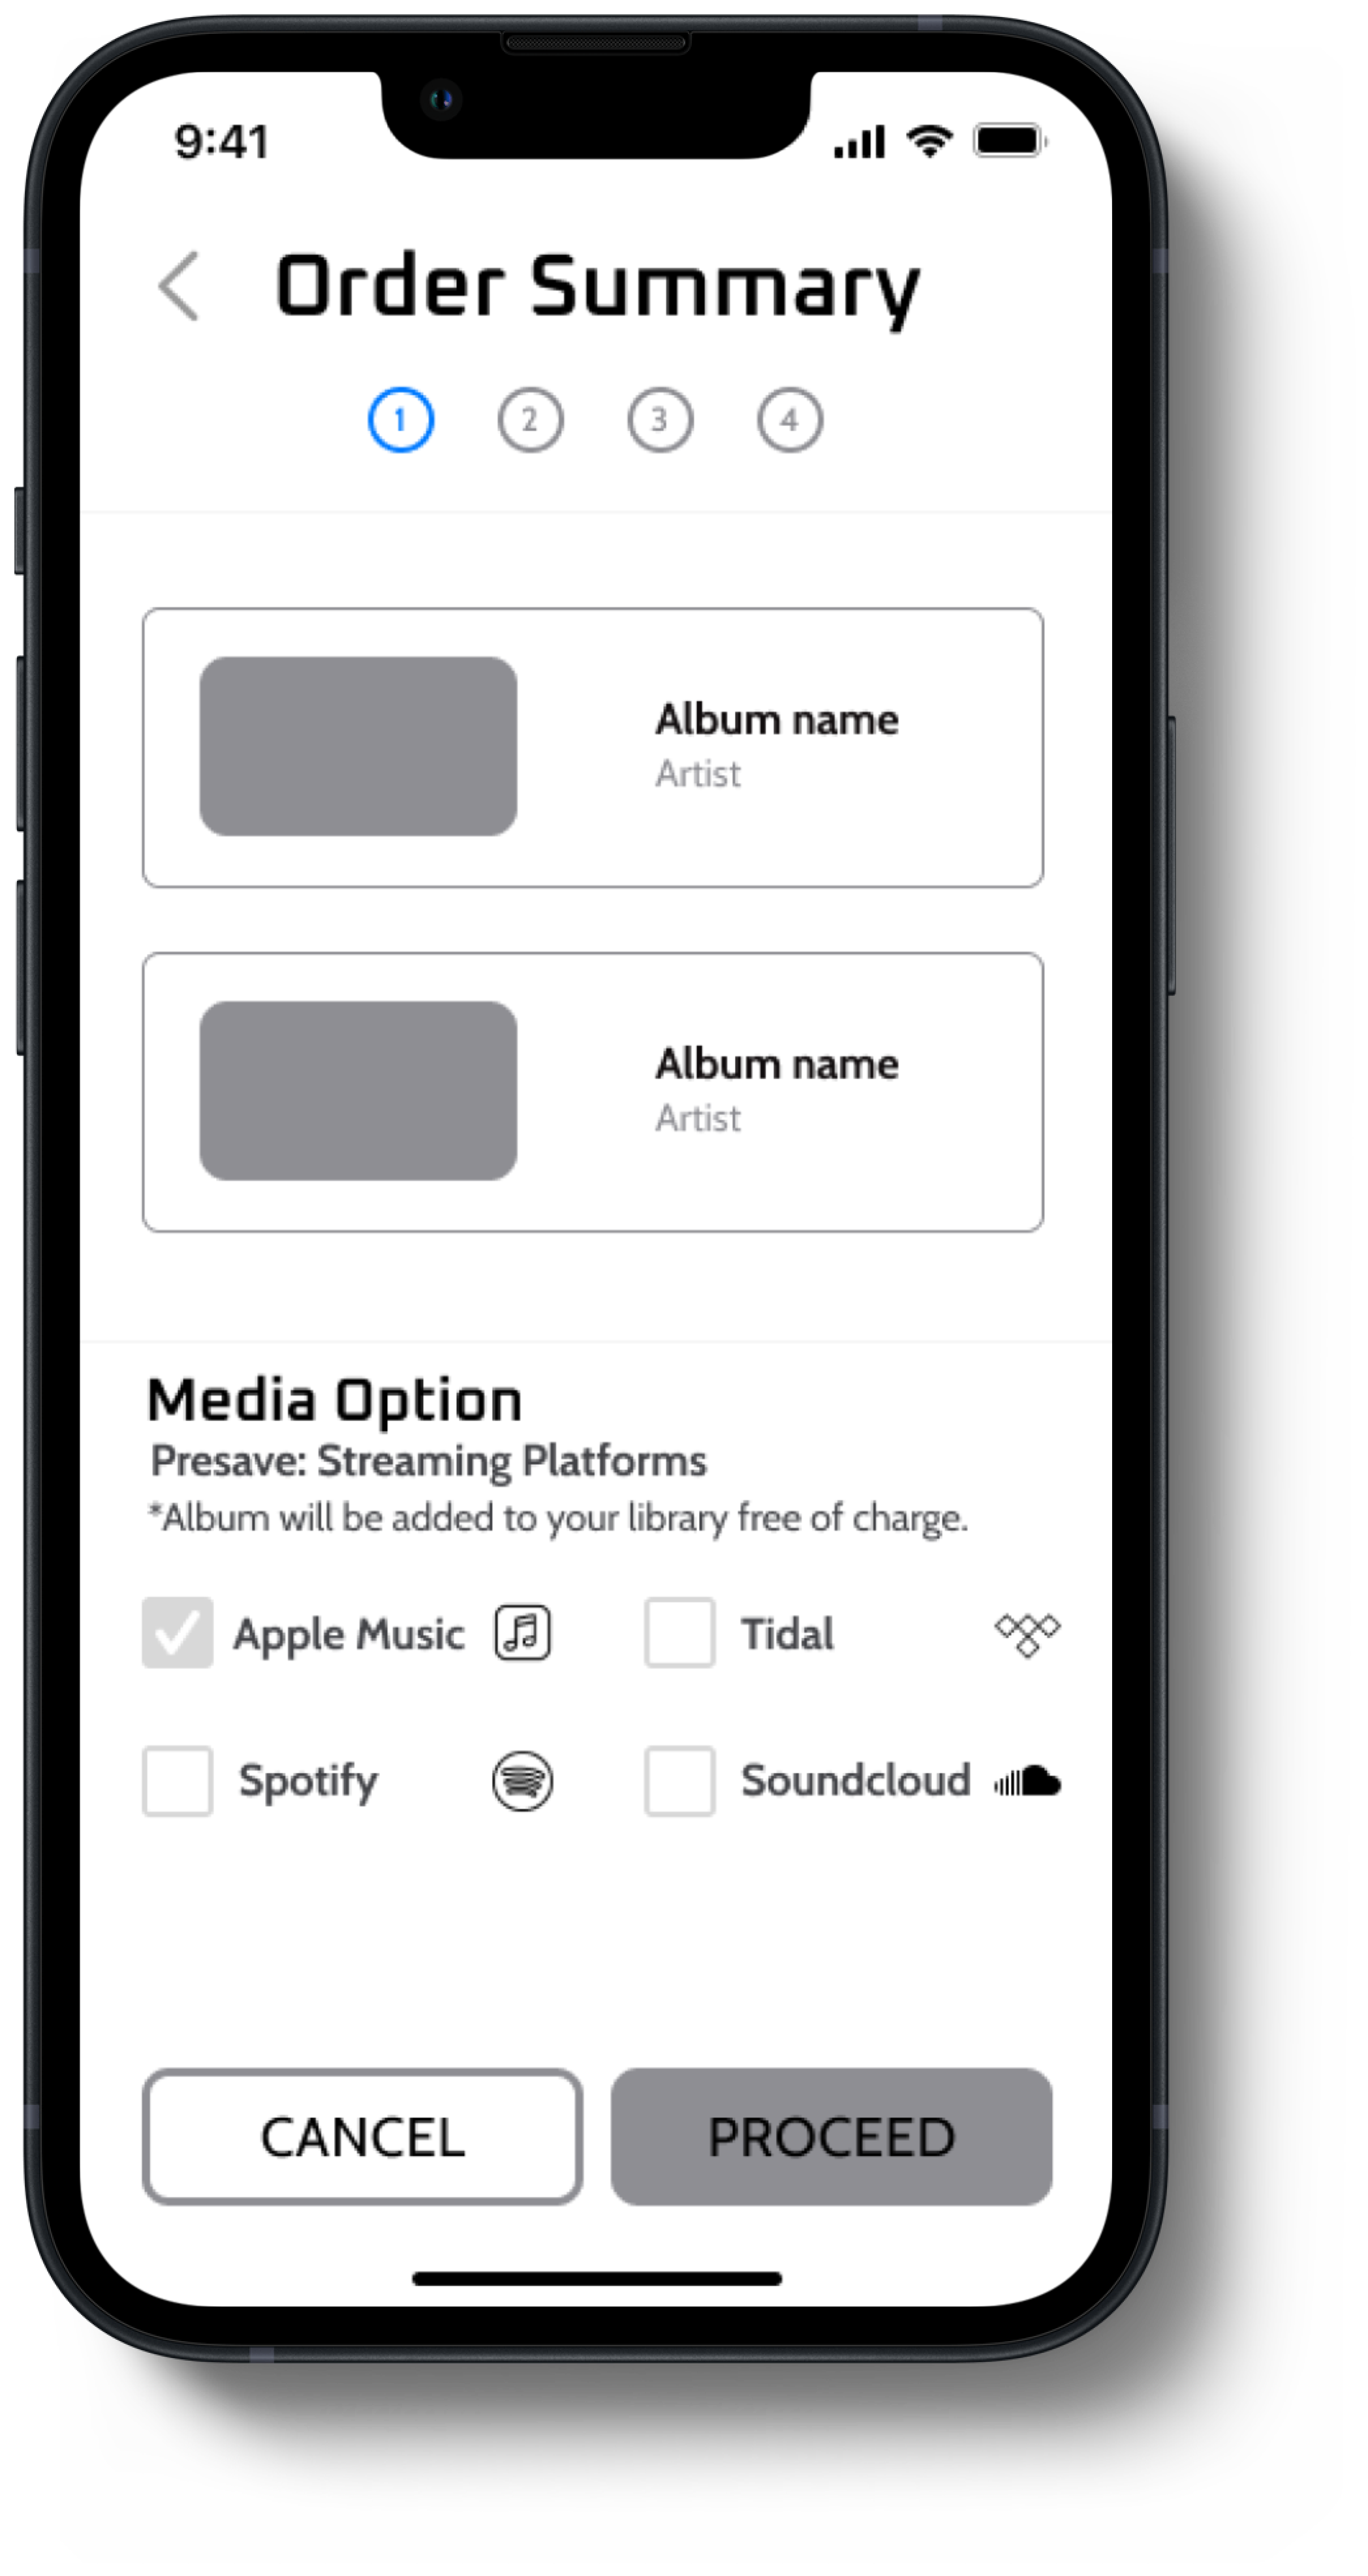 9:41
Order Summary
1 2 3 4
Album name
Artist
Album name
Artist
Media Option
Presave: Streaming Platforms
*Album will be added to your library free of charge.
Apple Music Tidal
Spotify Soundcloud
CANCEL PROCEED